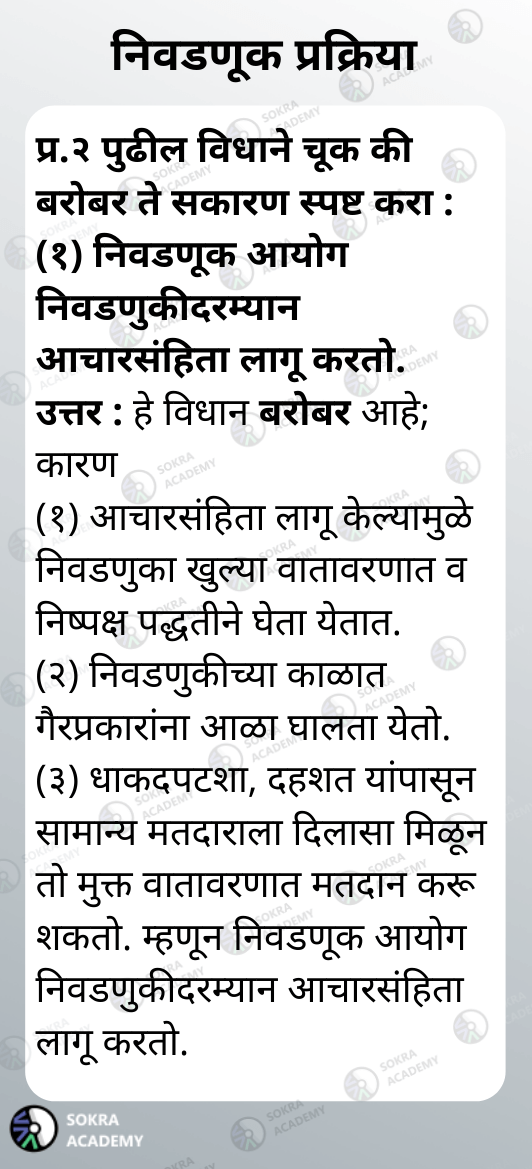 निवडणूक प्रक्रिया
प्र.२ पुढील विधाने चूक की
बरोबर ते सकारण स्पष्ट करा :
(१) निवडणूक आयोग
निवडणुकीदरम्यान
आचारसंहिता लागू करतो.
उत्तर : हे विधान बरोबर आहे;
कारण
(१) आचारसंहिता लागू केल्यामुळे
निवडणुका खुल्या वातावरणात व
निष्पक्ष पद्धतीने घेता येतात.
(२) निवडणुकीच्या काळात
गैरप्रकारांना आळा घालता येतो.
(३) धाकदपटशा, दहशत यांपासून
सामान्य मतदाराला दिलासा मिळून
तो मुक्त वातावरणात मतदान करू
शकतो. म्हणून निवडणूक आयोग
निवडणुकीदरम्यान आचारसंहिता
लागू करतो.
SOKRA
ACADEMY